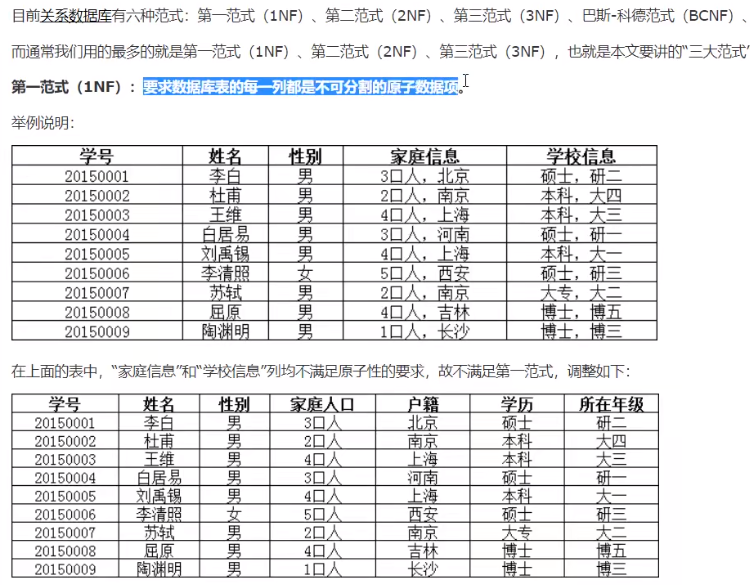 目前关系数据库有六种范式：第一范式（1NF）、第二范式（2NF）、第三范式（3NF）、巴斯-科德范式（BCNF）、
而通常我们用的最多的就是第一范式（1NF）、第二范式（2NF）、第三范式（3NF），也就是本文要讲的“三大范式”
第一范式（1NF）：要求数据库表的每一列都是不可分割的原子数据项。
举例说明：
学号 姓名 性别 家庭信息 学校信息
20150001 李白 男 3口人，北京 硕士，研二
20150002 杜甫 男 2口人，南京 本科，大四
20150003 王维 男 4口人，上海 本科，大三
20150004 白居易 男 3口人，河南 硕士，研一
20150005 刘禹锡 男 4口人，上海 本科，大一
20150006 李清照 女 5口人，西安 硕士，研三
20150007 苏轼 男 2口人，南京 大专，大二
20150008 屈原 男 4口人，吉林 博士，博五
20150009 陶渊明 男 1口人，长沙 博士，博三
在上面的表中，“家庭信息”和“学校信息”列均不满足原子性的要求，故不满足第一范式，调整如下：
学号 姓名 性别 家庭人口 户籍 学历 所在年级
20150001 李白 男 3口人 北京 硕士 研二
20150002 杜甫 男 2口人 南京 本科 大四
20150003 王维 男 4口人 上海 本科 大三
20150004 白居易 男 3口人 河南 硕士 研一
20150005 刘禹锡 男 4口人 上海 本科 大一
20150006 李清照 女 5口人 西安 硕士 研三
20150007 苏轼 男 2口人 南京 大专 大二
20150008 屈原 男 4口人 吉林 博士 博五
20150009 陶渊明 男 1口人 长沙 博士 博三